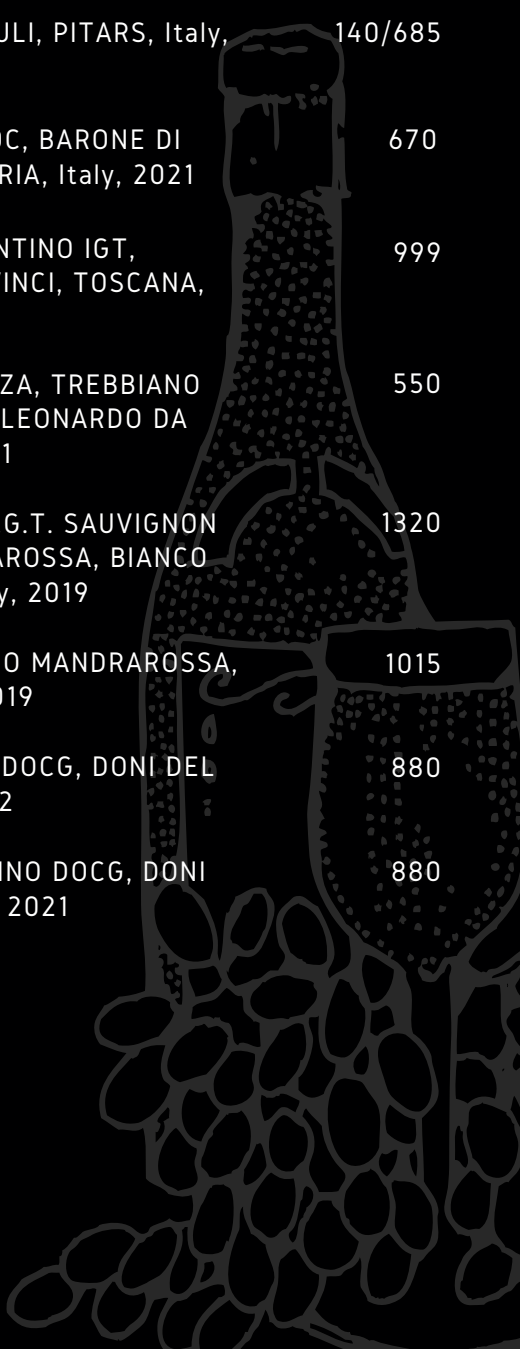 ULI, PITARS, Italy, 140/685
OC, BARONE DI 670
RIA, Italy, 2021
NTINO IGT, 999
VINCI, TOSCANA,
ZA, TREBBIANO 550
LEONARDO DA
1
G.T. SAUVIGNON 1320
AROSSA, BIANCO
y, 2019
O MANDRAROSSA, 1015
019
DOCG, DONI DEL 880
2
INO DOCG, DONI 880
2021